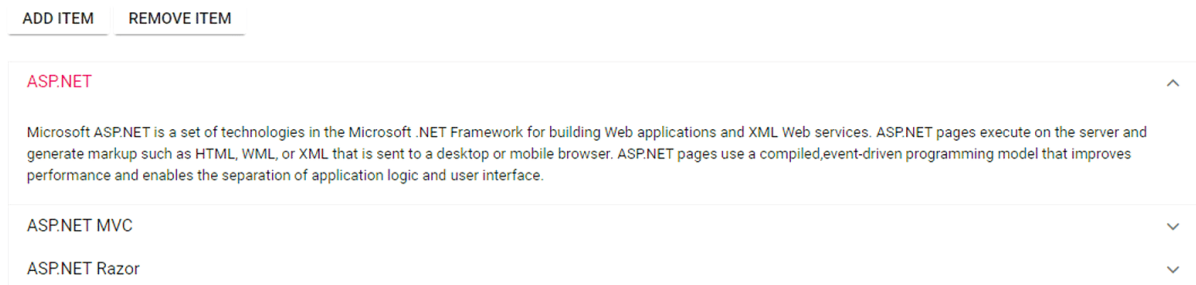 ADD ITEM REMOVE ITEM
ASP.NET
Microsoft ASP.NET is a set of technologies in the Microsoft .NET Framework for building Web applications and XML Web services. ASP.NET pages execute on the server and
generate markup such as HTML, WML, or XML that is sent to a desktop or mobile browser. ASP.NET pages use a compiled,event-driven programming model that improves
performance and enables the separation of application logic and user interface.
ASP.NET MVC
ASP.NET Razor